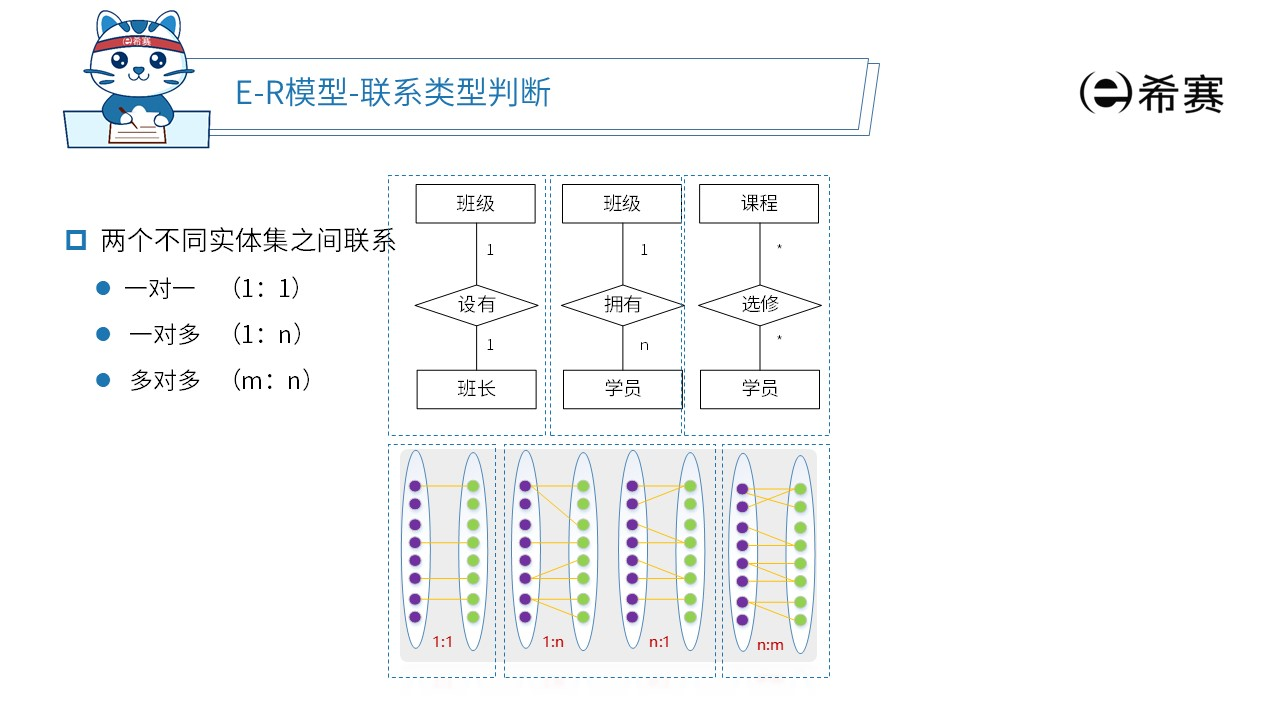 希赛
E-R模型-联系类型判断
希赛
两个不同实体集之间联系
一对一 （1：1）
一对多 （1：n）
多对多 （m：n）
班级
1
设有
1
班长
班级
1
拥有
n
学员
课程
*
选修
*
学员
1:1
1:n
n:1
n:m